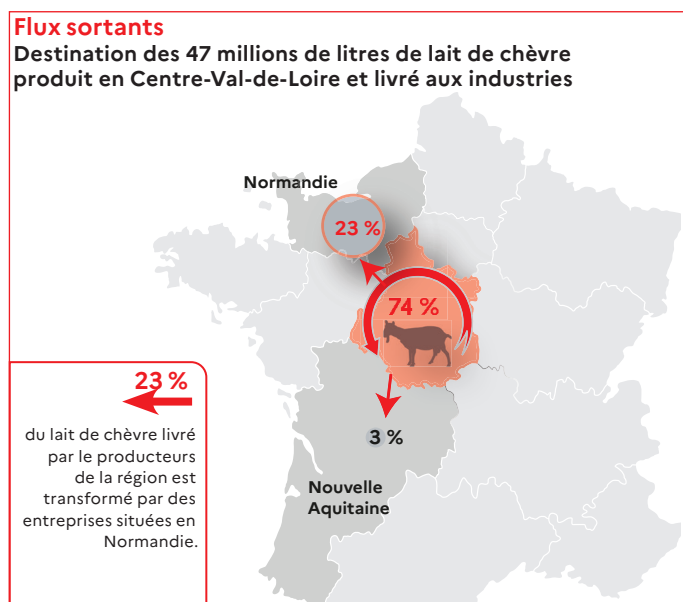 Flux sortants
Destination des 47 millions de litres de lait de chèvre
produit en Centre-Val-de-Loire et livré aux industries
Normandie
23 %
74 %
3 %
Nouvelle
Aquitaine
23 %
du lait de chèvre livré
par le producteurs
de la région est
transformé par des
entreprises situées en
Normandie.